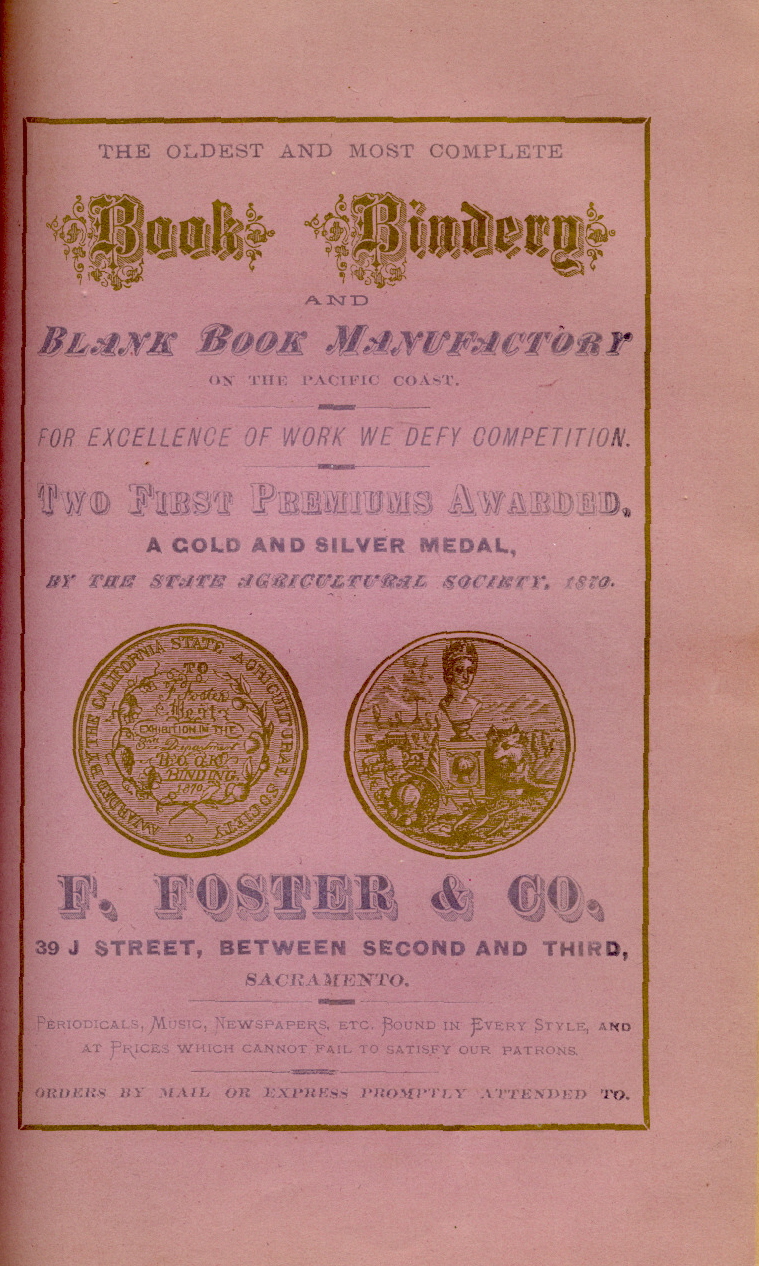 THE OLDEST AND MOST COMPLETE
Book Bindery
AND
BLANK BOOK MANUFACTORY
ON THE PACIFIC COAST.
FOR EXCELLENCE OF WORK WE DEFY COMPETITION.
TWO FIRST PREMIUMS AWARDED,
A GOLD AND SILVER MEDAL,
BY THE STATE AGRICULTURAL SOCIETY, 1870.
AWARDED BY THE CALIFORNIA STATE AGRICULTURAL SOCIETY
TO
F. Foster
EXHIBITION IN THE
Department
BOOK
BINDING
1870
F. FOSTER & CO.
39 J STREET, BETWEEN SECOND AND THIRD,
SACRAMENTO.
PERIODICALS, MUSIC, NEWSPAPERS, ETC. BOUND IN EVERY STYLE, AND
AT PRICES WHICH CANNOT FAIL TO SATISFY OUR PATRONS.
ORDERS BY MAIL OR EXPRESS PROMPTLY ATTENDED TO.